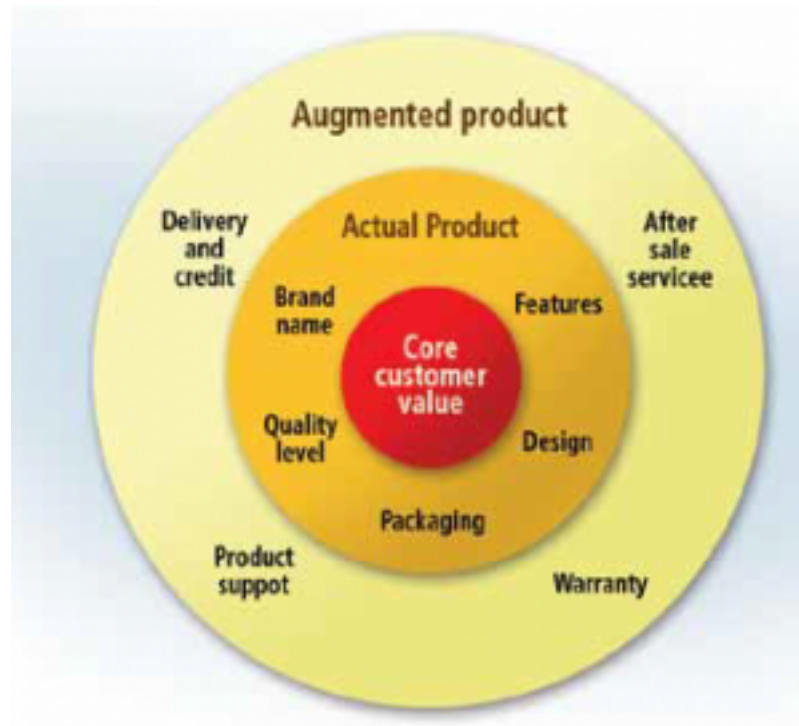 Augmented product
Delivery
and
credit
Actual Product
After
sale
servicee
Brand
name
Features
Core
customer
value
Quality
level
Design
Packaging
Product
suppot
Warranty